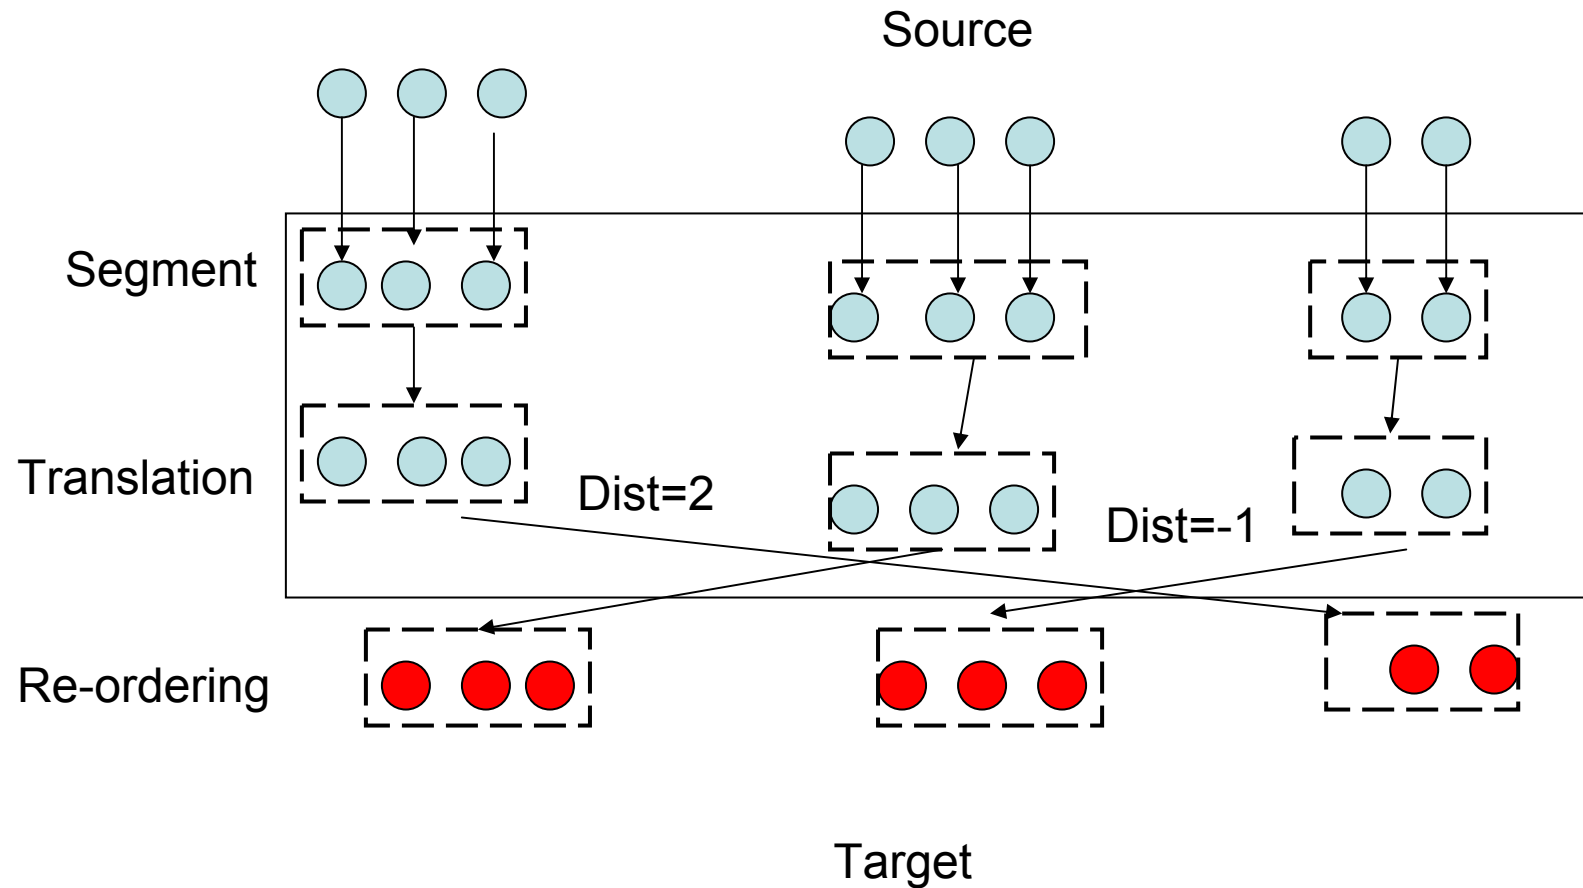 Source
Segment
Translation
Dist=2
Dist=-1
Re-ordering
Target